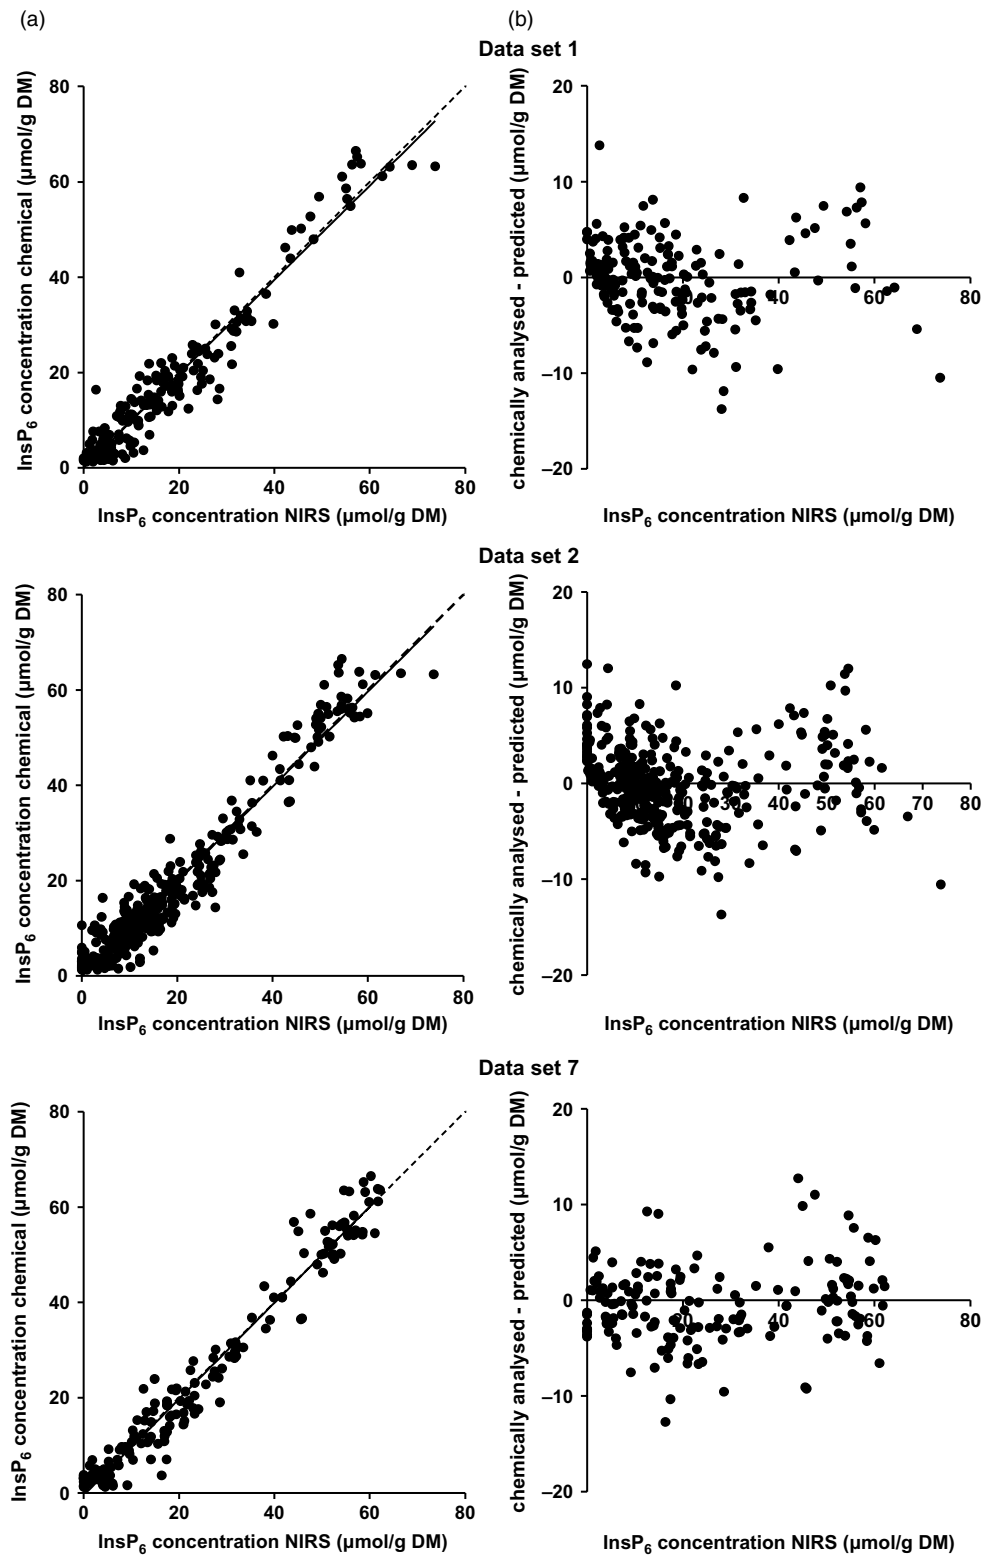 (a)
(b)
Data set 1
InsP6 concentration chemical (µmol/g DM)
80
60
40
20
0
0 20 40 60 80
InsP6 concentration NIRS (µmol/g DM)
chemically analysed - predicted (µmol/g DM)
20
10
0
–10
–20
20 40 60 80
InsP6 concentration NIRS (µmol/g DM)
Data set 2
InsP6 concentration chemical (µmol/g DM)
80
60
40
20
0
0 20 40 60 80
InsP6 concentration NIRS (µmol/g DM)
chemically analysed - predicted (µmol/g DM)
20
10
0
–10
–20
20 30 40 50 60 70 80
InsP6 concentration NIRS (µmol/g DM)
Data set 7
InsP6 concentration chemical (µmol/g DM)
80
60
40
20
0
0 20 40 60 80
InsP6 concentration NIRS (µmol/g DM)
chemically analysed - predicted (µmol/g DM)
20
10
0
–10
–20
20 40 60 80
InsP6 concentration NIRS (µmol/g DM)